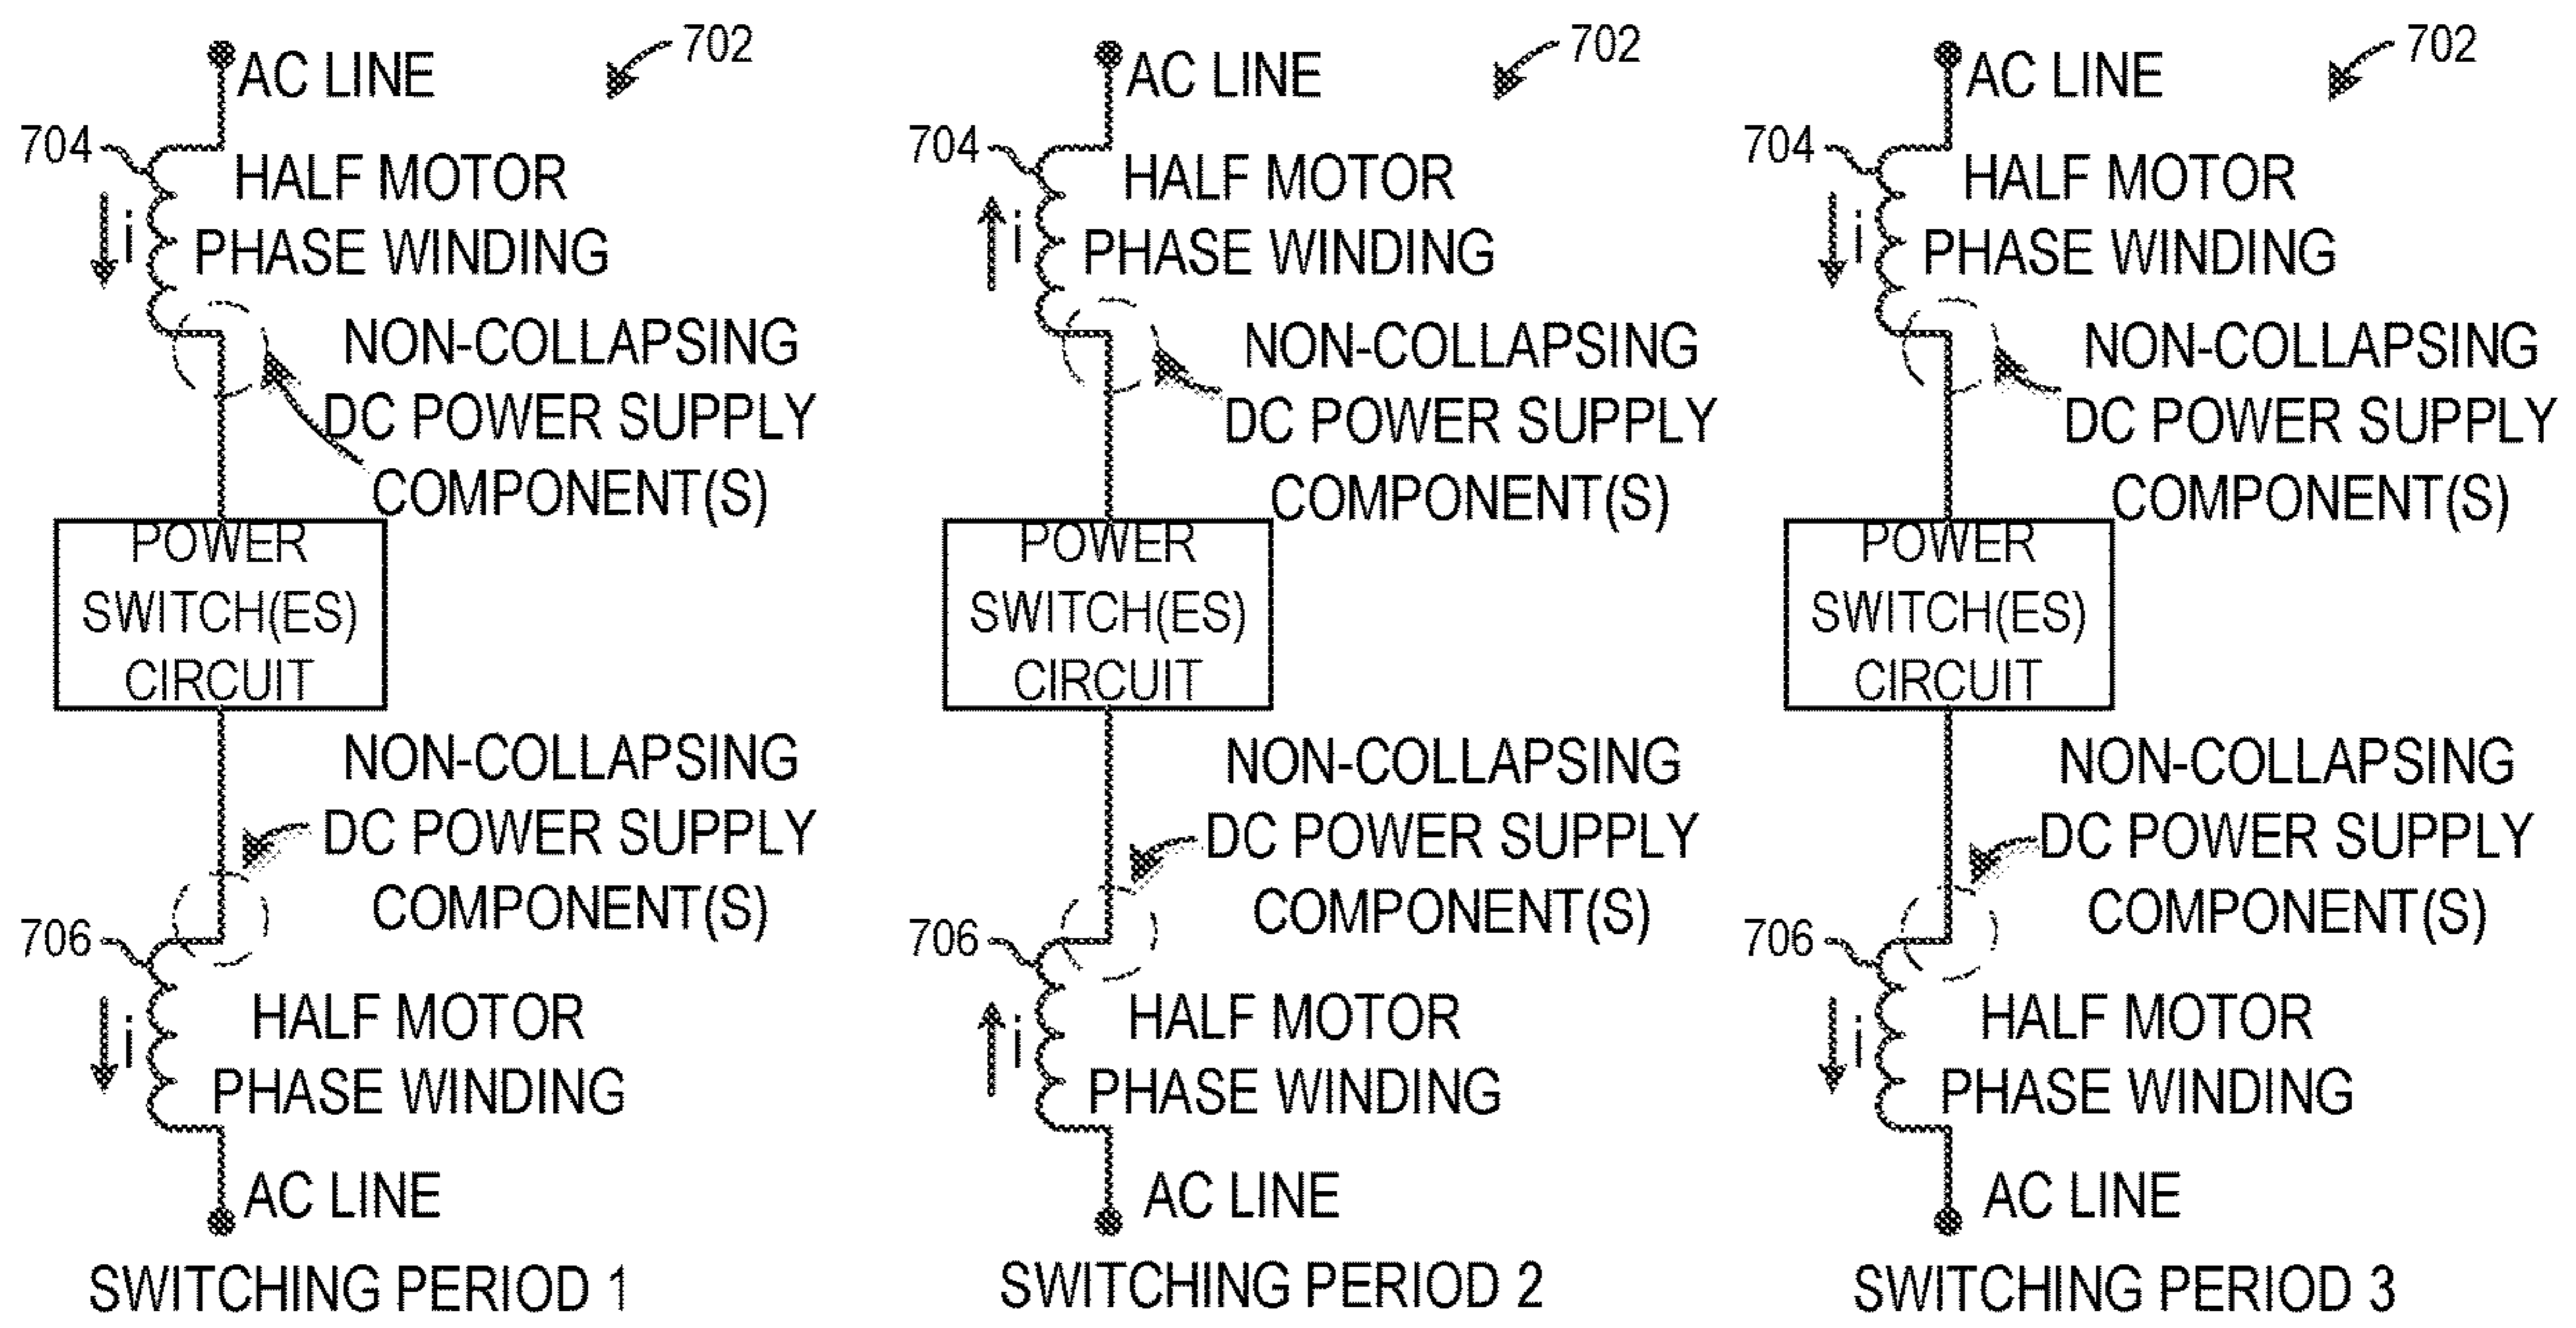 702
AC LINE
704
HALF MOTOR
i
PHASE WINDING
NON-COLLAPSING
DC POWER SUPPLY
COMPONENT(S)
POWER
SWITCH(ES)
CIRCUIT
NON-COLLAPSING
DC POWER SUPPLY
COMPONENT(S)
706
HALF MOTOR
i
PHASE WINDING
AC LINE
SWITCHING PERIOD 1
702
AC LINE
704
HALF MOTOR
i
PHASE WINDING
NON-COLLAPSING
DC POWER SUPPLY
COMPONENT(S)
POWER
SWITCH(ES)
CIRCUIT
NON-COLLAPSING
DC POWER SUPPLY
COMPONENT(S)
706
HALF MOTOR
i
PHASE WINDING
AC LINE
SWITCHING PERIOD 2
702
AC LINE
704
HALF MOTOR
i
PHASE WINDING
NON-COLLAPSING
DC POWER SUPPLY
COMPONENT(S)
POWER
SWITCH(ES)
CIRCUIT
NON-COLLAPSING
DC POWER SUPPLY
COMPONENT(S)
706
HALF MOTOR
i
PHASE WINDING
AC LINE
SWITCHING PERIOD 3